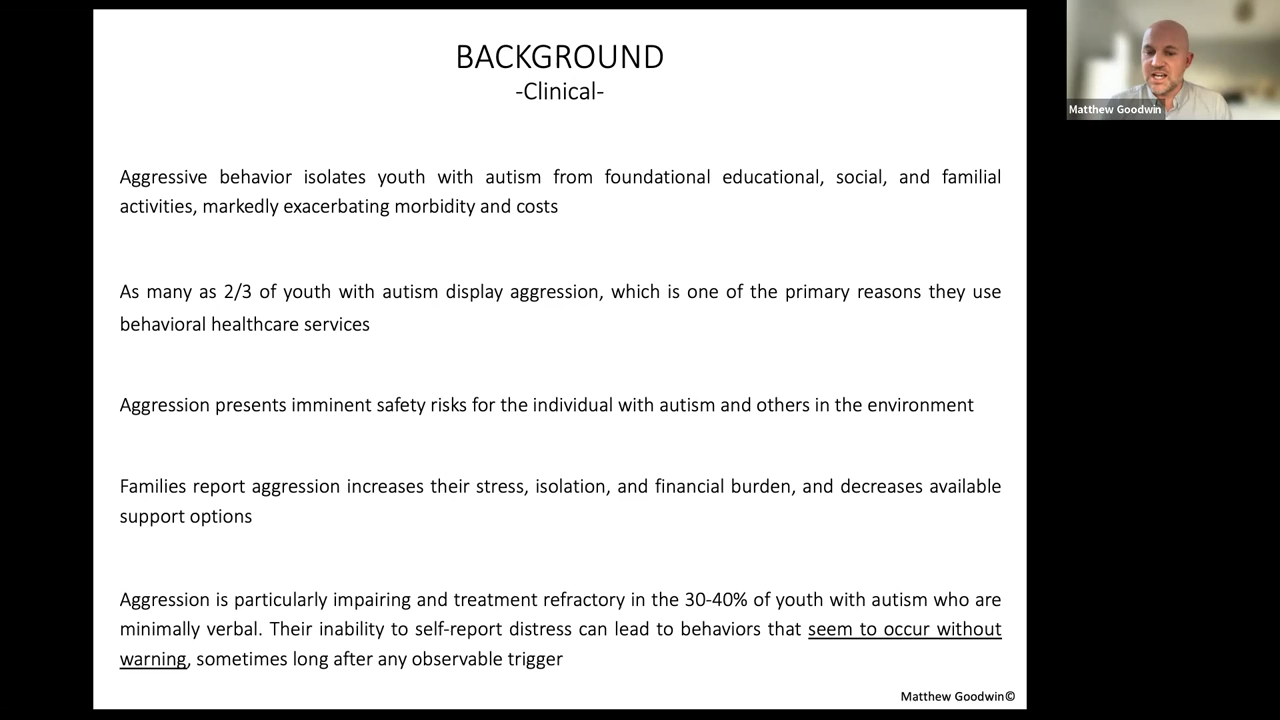 BACKGROUND
-Clinical-
Matthew Goodwin
Aggressive behavior isolates youth with autism from foundational educational, social, and familial
activities, markedly exacerbating morbidity and costs
As many as 2/3 of youth with autism display aggression, which is one of the primary reasons they use
behavioral healthcare services
Aggression presents imminent safety risks for the individual with autism and others in the environment
Families report aggression increases their stress, isolation, and financial burden, and decreases available
support options
Aggression is particularly impairing and treatment refractory in the 30-40% of youth with autism who are
minimally verbal. Their inability to self-report distress can lead to behaviors that seem to occur without
warning, sometimes long after any observable trigger
Matthew Goodwin©